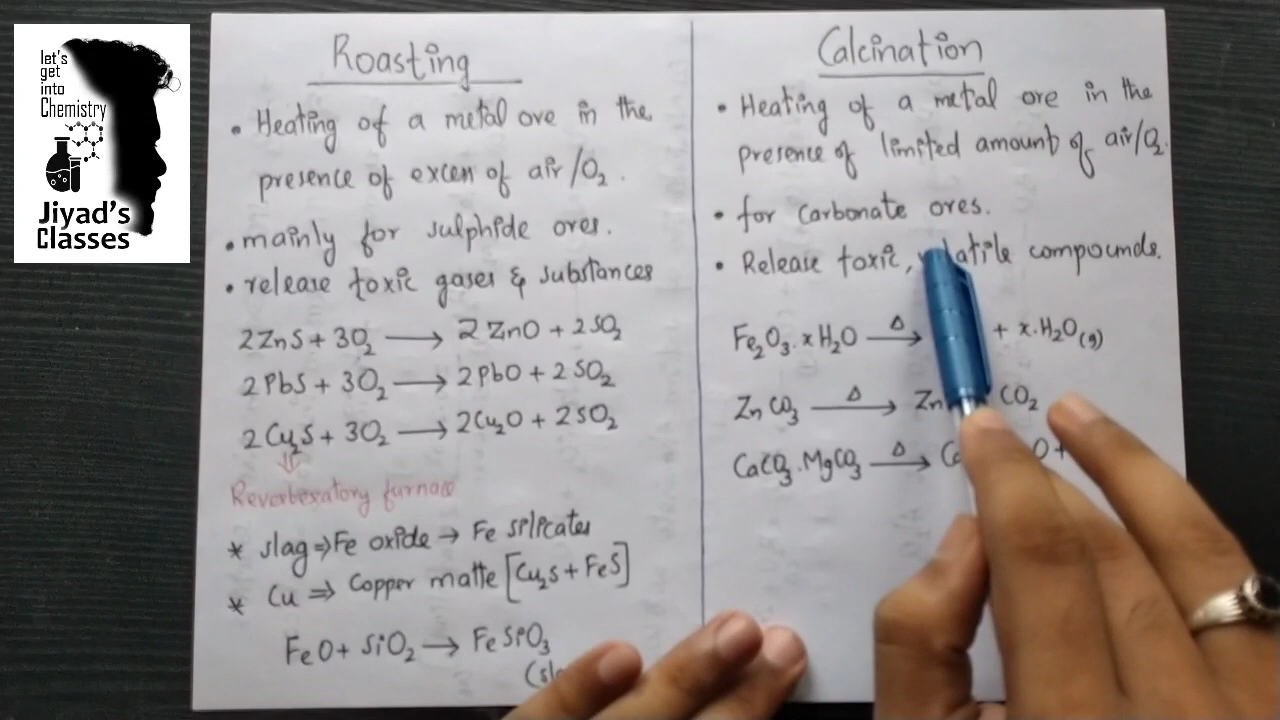 let's
get
into
Chemistry
Jiyad's
Classes
Roasting
• Heating of a metal ore in the
presence of excess of air/O2.
• mainly for sulphide ores.
• release toxic gases & substances
2ZnS + 3O2 → 2ZnO + 2SO2
2PbS + 3O2 → 2PbO + 2SO2
2Cu2S + 3O2 → 2Cu2O + 2SO2
⇓
Reverberatory furnace
* slag ⇒ Fe oxide → Fe silicates
* Cu ⇒ Copper matte [Cu2S + FeS]
FeO + SiO2 → FeSiO3
Calcination
• Heating of a metal ore in the
presence of limited amount of air/O2.
• for carbonate ores.
• Release toxic, volatile compounds.
Fe2O3.xH2O Δ→ + x.H2O(g)
ZnCO3 Δ→ Zn CO2
CaCO3.MgCO3 Δ→ O+